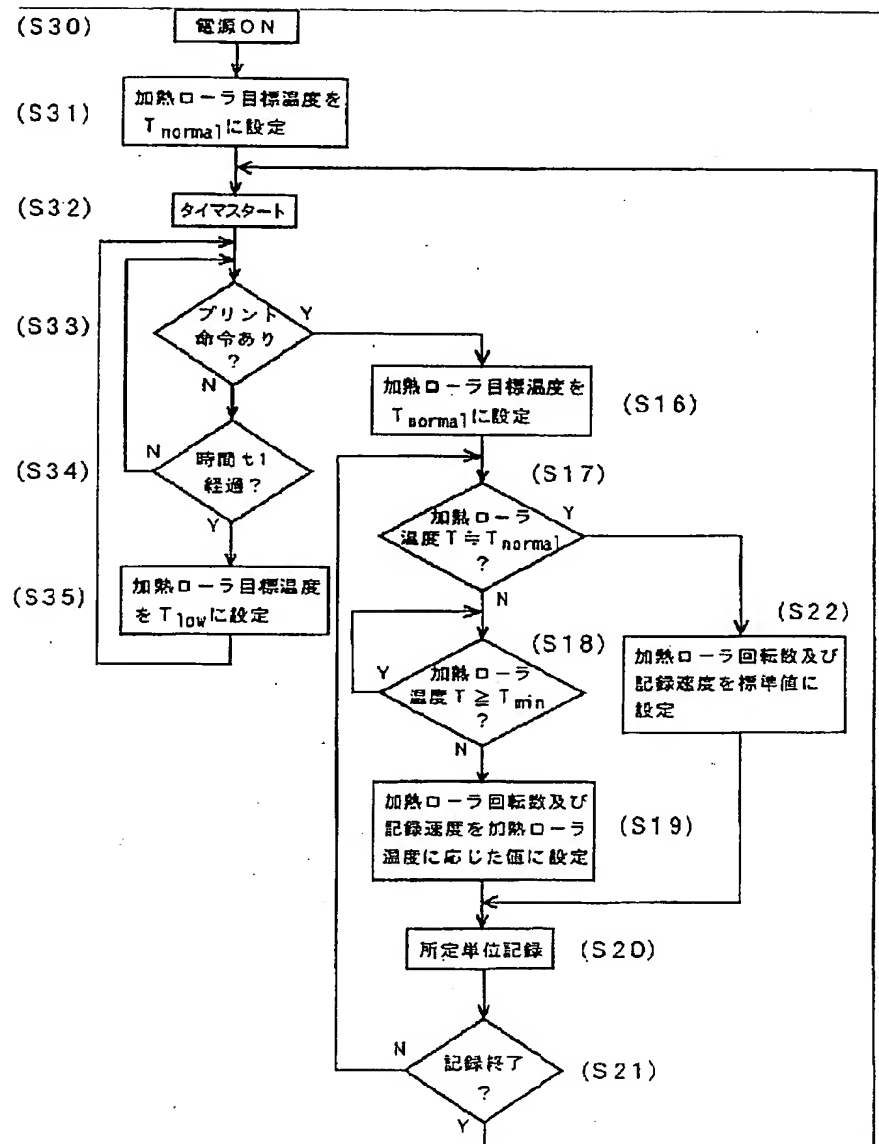 (S30)
電源ON
(S31)
加熱ローラ目標温度を
Tnormalに設定
(S32)
タイマスタート
(S33)
プリント
命令あり
?
Y
N
(S34)
時間t1
経過?
N
Y
(S35)
加熱ローラ目標温度
をTlowに設定
加熱ローラ目標温度を
Tnormalに設定
(S16)
(S17)
加熱ローラ
温度T≒Tnormal
?
Y
N
(S18)
加熱ローラ
温度T≧Tmin
?
Y
N
(S22)
加熱ローラ回転数及び
記録速度を標準値に
設定
加熱ローラ回転数及び
記録速度を加熱ローラ
温度に応じた値に設定
(S19)
所定単位記録
(S20)
記録終了
?
(S21)
N
Y